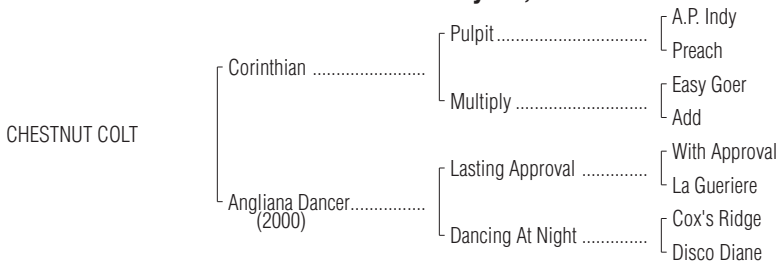 A.P. Indy
Pulpit
Preach
Corinthian
Easy Goer
Multiply
Add
CHESTNUT COLT
With Approval
Lasting Approval
La Gueriere
Angliana Dancer
(2000)
Cox's Ridge
Dancing At Night
Disco Diane